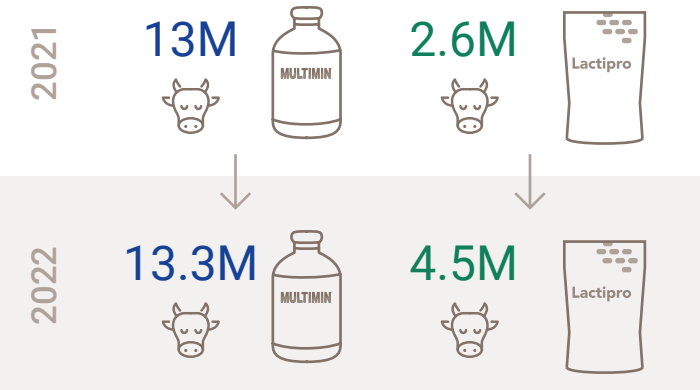 2021
13M
MULTIMIN
2.6M
Lactipro
2022
13.3M
MULTIMIN
4.5M
Lactipro